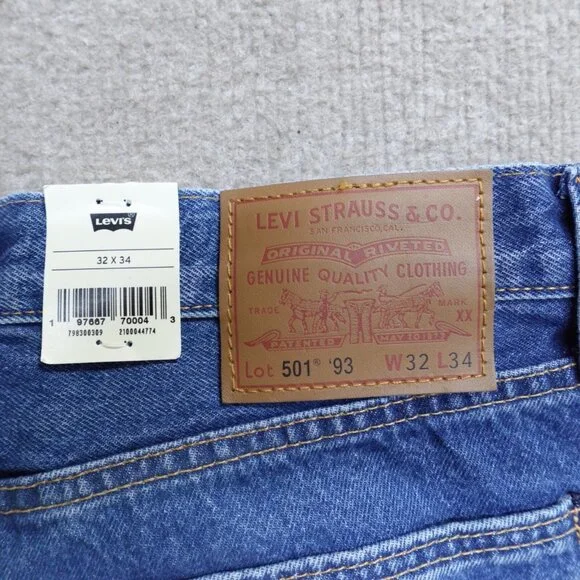 LEVI'S
32 X 34
1 97667 70004 3
798300309 2100044774
LEVI STRAUSS & CO.
SAN FRANCISCO, CAL.
ORIGINAL RIVETED
GENUINE QUALITY CLOTHING
TRADE MARK
XX
PATENTED MAY 20 1873
Lot 501® '93 W32 L34